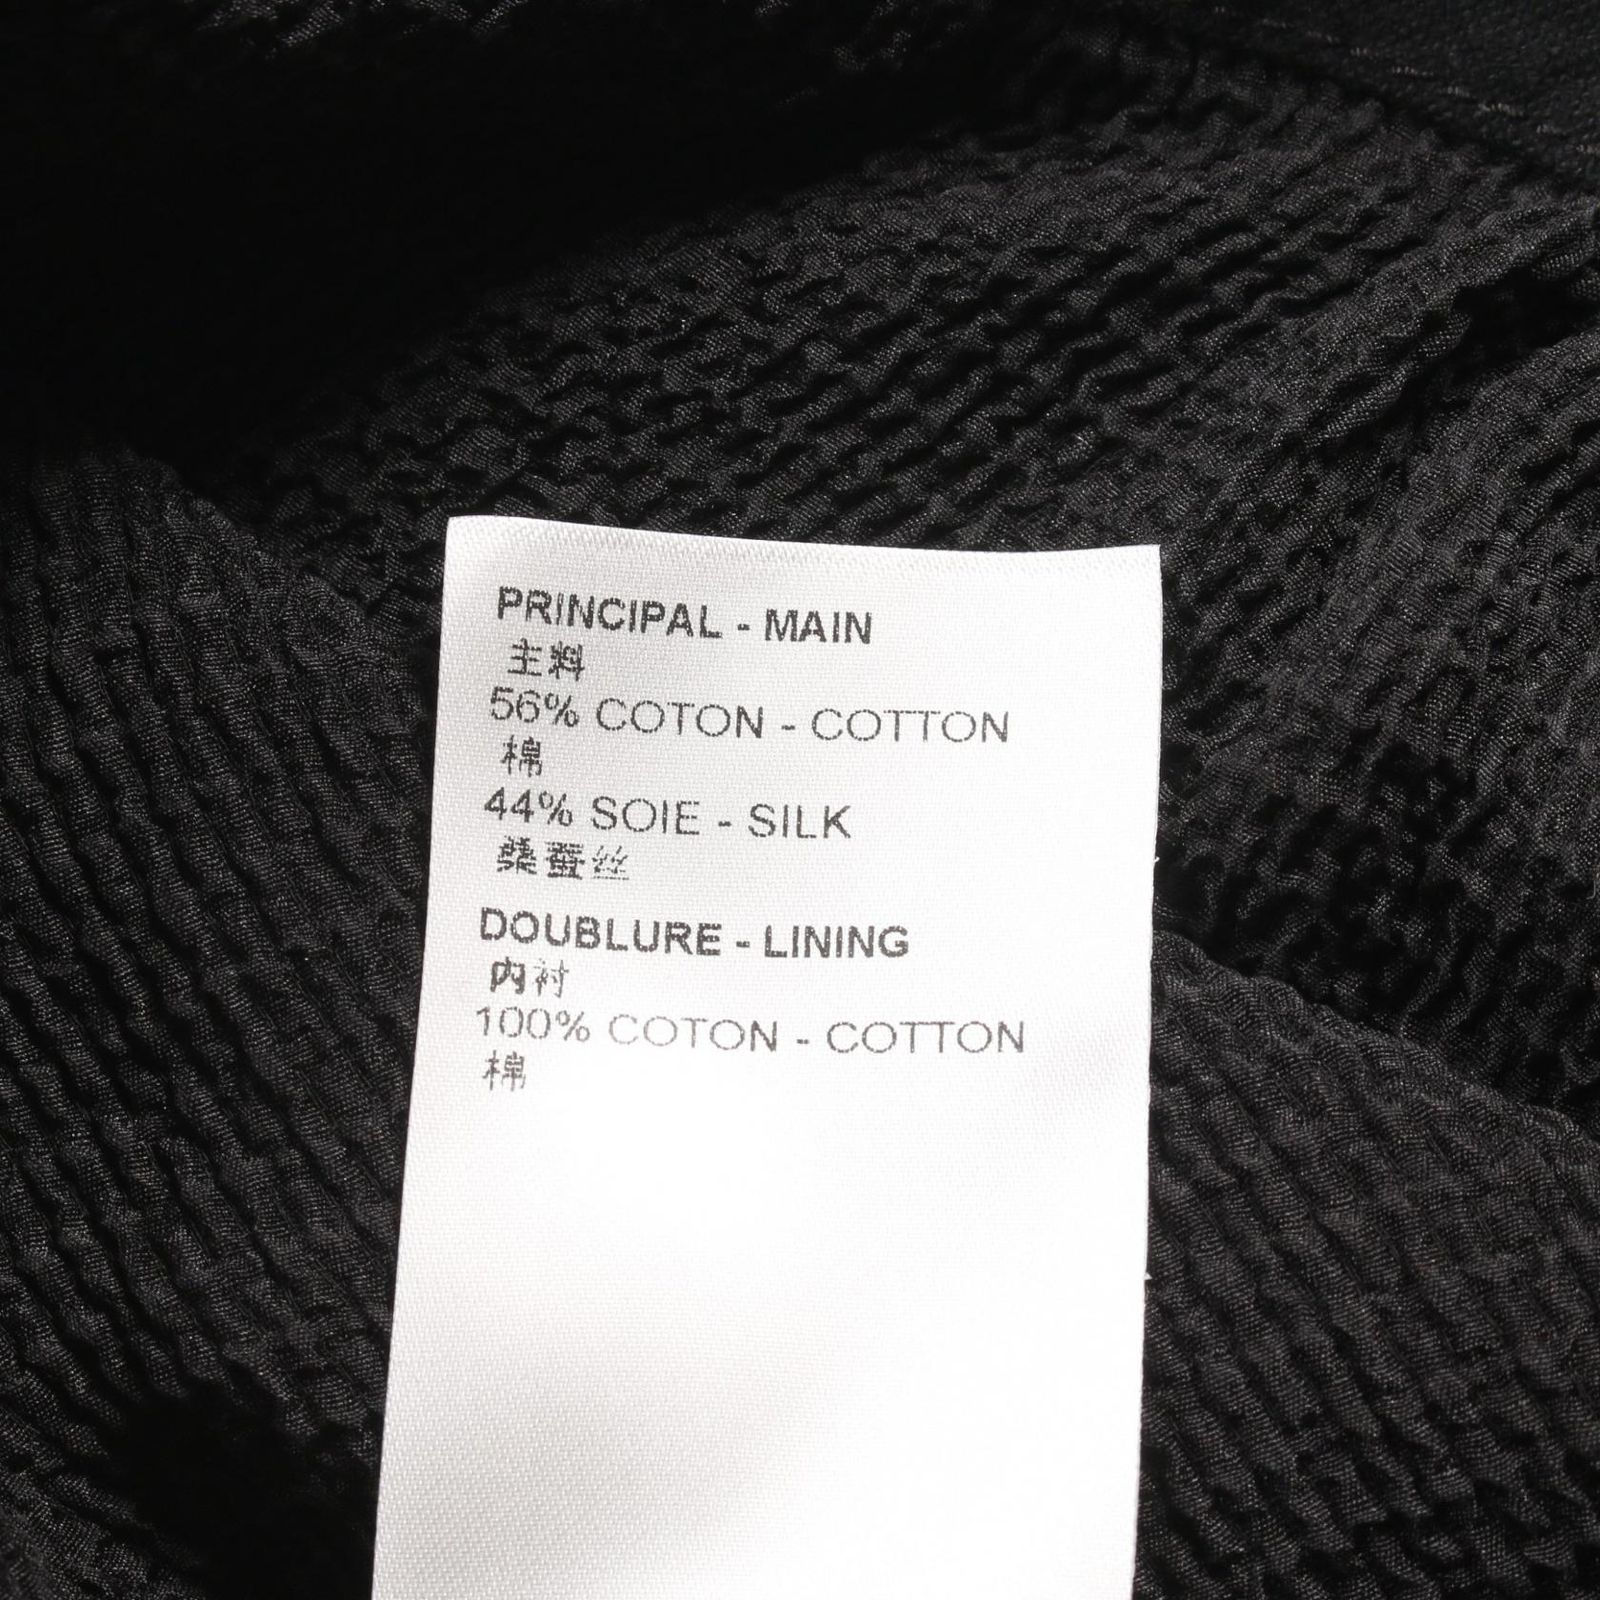 PRINCIPAL - MAIN
主料
56% COTON - COTTON
棉
44% SOIE - SILK
桑蚕丝
DOUBLURE - LINING
内衬
100% COTON - COTTON
棉